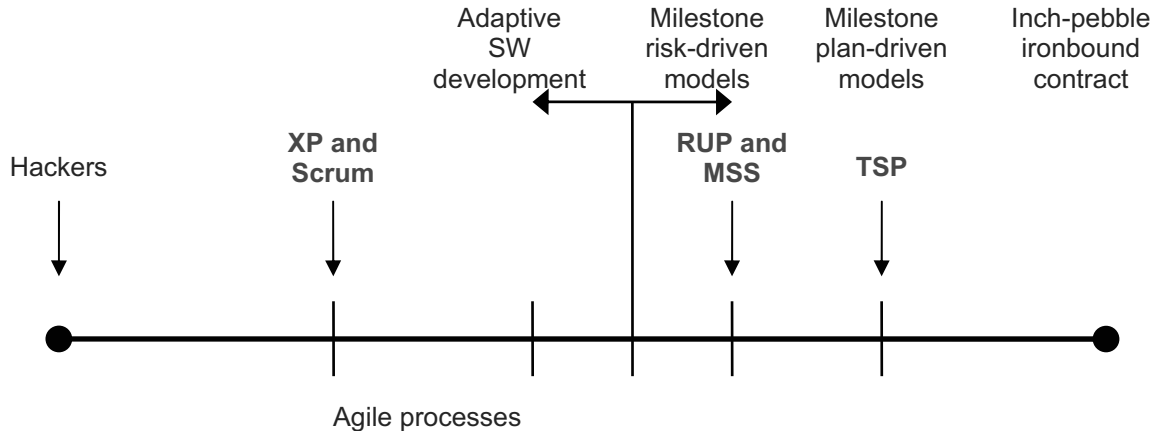 Adaptive
SW
development
Milestone
risk-driven
models
Milestone
plan-driven
models
Inch-pebble
ironbound
contract
Hackers
XP and
Scrum
RUP and
MSS
TSP
Agile processes